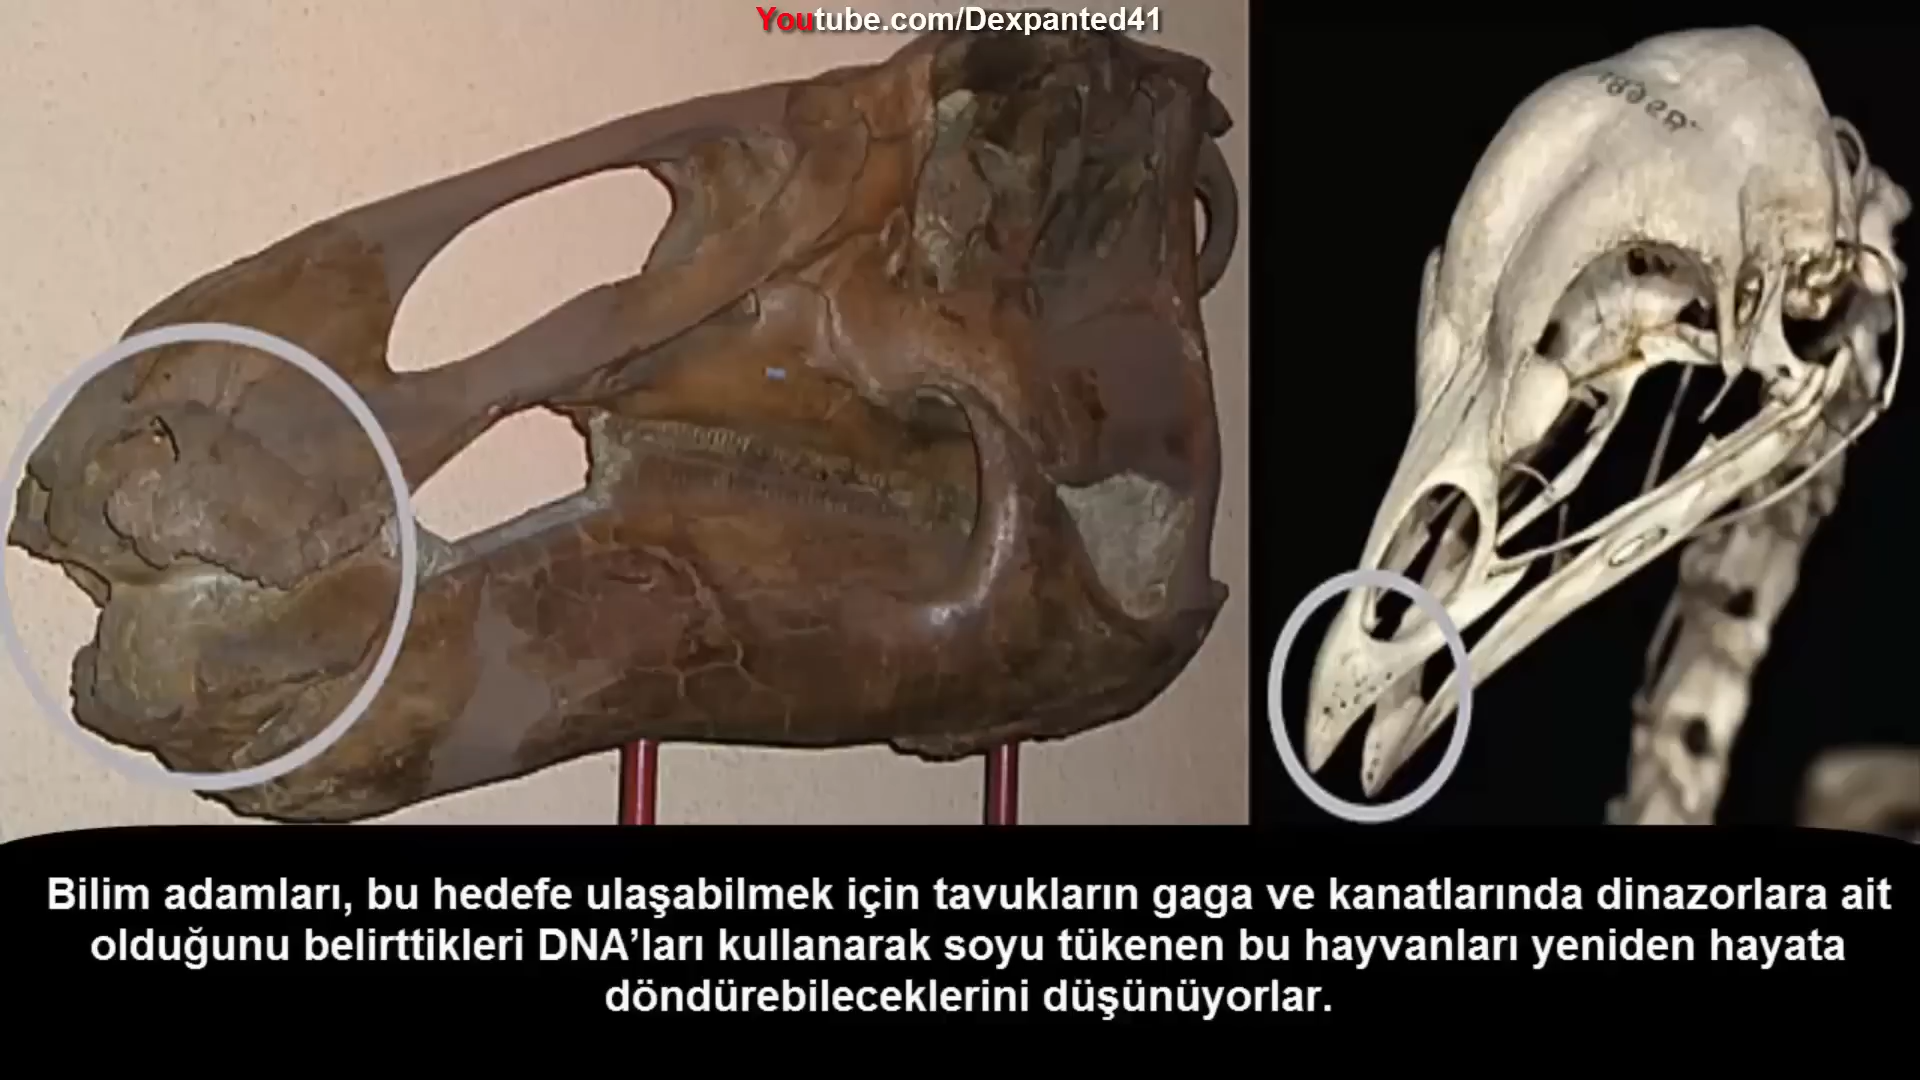 Youtube.com/Dexpanted41
Bilim adamları, bu hedefe ulaşabilmek için tavukların gaga ve kanatlarında dinazorlara ait
olduğunu belirttikleri DNA’ları kullanarak soyu tükenen bu hayvanları yeniden hayata
döndürebileceklerini düşünüyorlar.